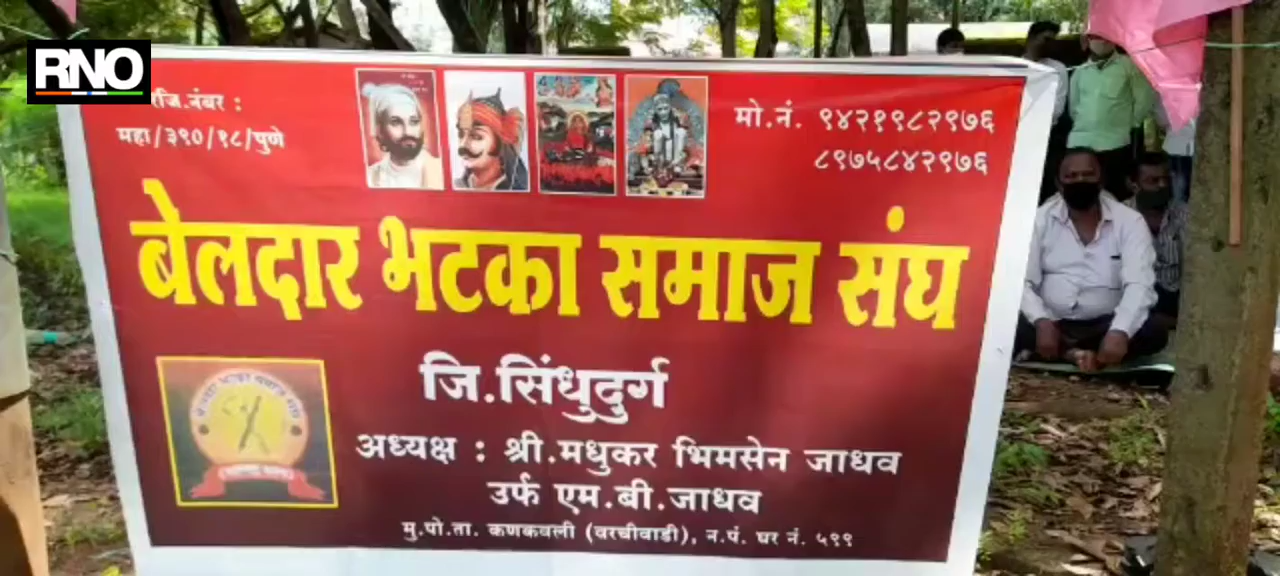 RNO
रजि.नंबर :
महा/३९०/१८/पुणे
मो.नं. ९४२१९८२९७६
८९७५८४२९७६
बेलदार भटका समाज संघ
जि.सिंधुदुर्ग
अध्यक्ष : श्री.मधुकर भिमसेन जाधव
उर्फ एम.बी.जाधव
मु.पो.ता. कणकवली (वरचीवाडी), न.पं. घर नं. ५९९